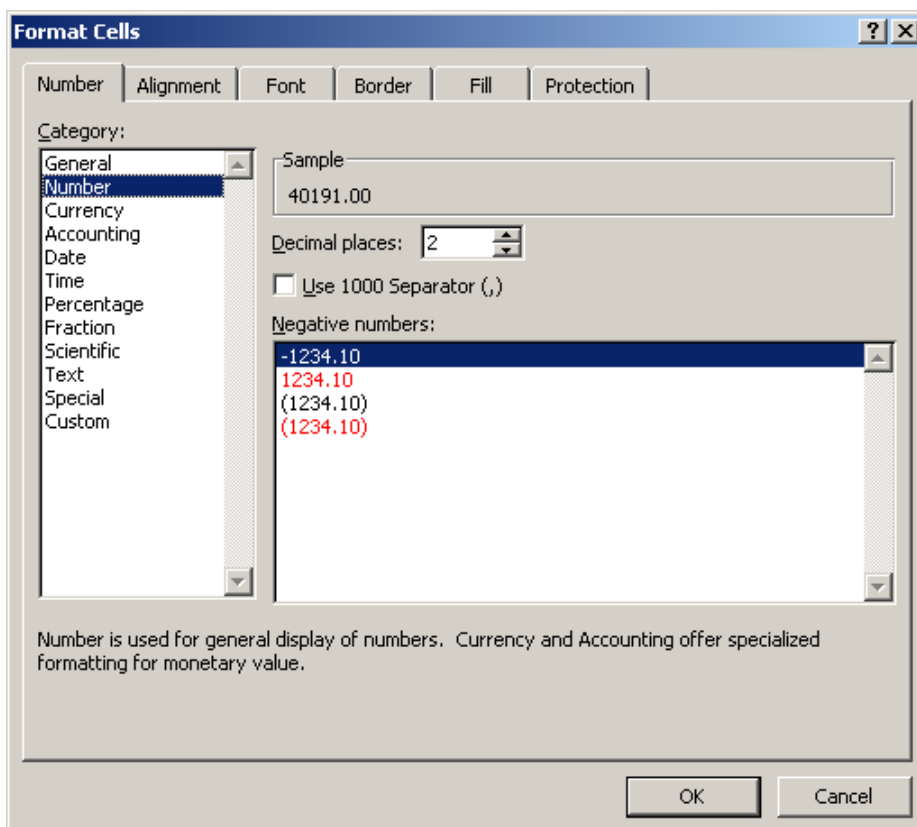 Format Cells
Number Alignment Font Border Fill Protection
Category:
General
Number
Currency
Accounting
Date
Time
Percentage
Fraction
Scientific
Text
Special
Custom
Sample
40191.00
Decimal places: 2
Use 1000 Separator (,)
Negative numbers:
-1234.10
1234.10
(1234.10)
(1234.10)
Number is used for general display of numbers.  Currency and Accounting offer specialized
formatting for monetary value.
OK Cancel